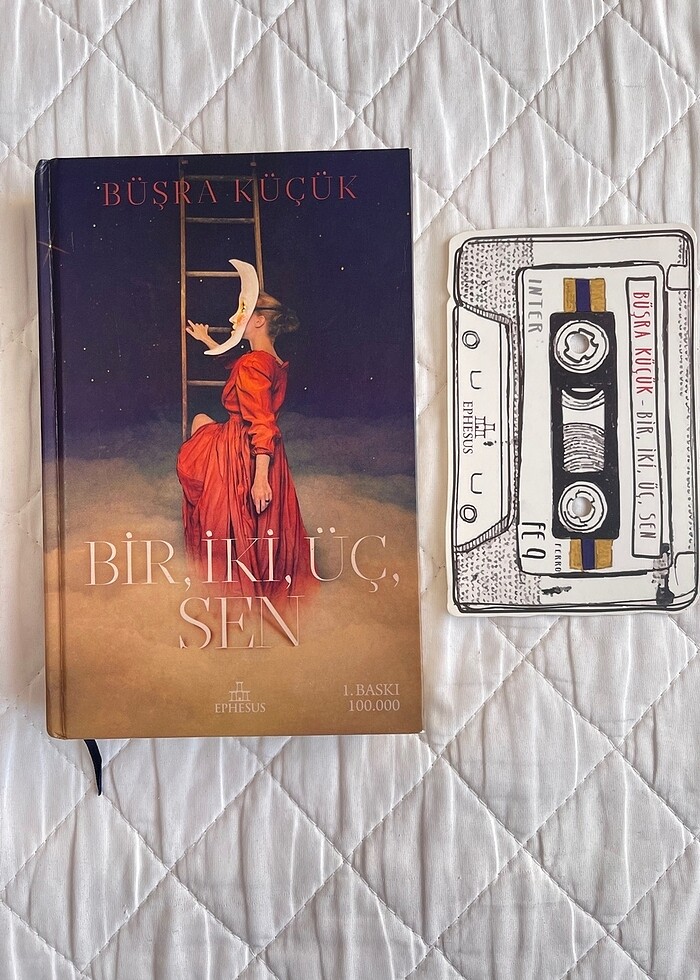 BÜŞRA KÜÇÜK
BİR, İKİ, ÜÇ,
SEN
EPHESUS
1. BASKI
100.000
BÜŞRA KÜÇÜK - BİR, İKİ, ÜÇ, SEN
INTER
FE 9
FERRO
EPHESUS